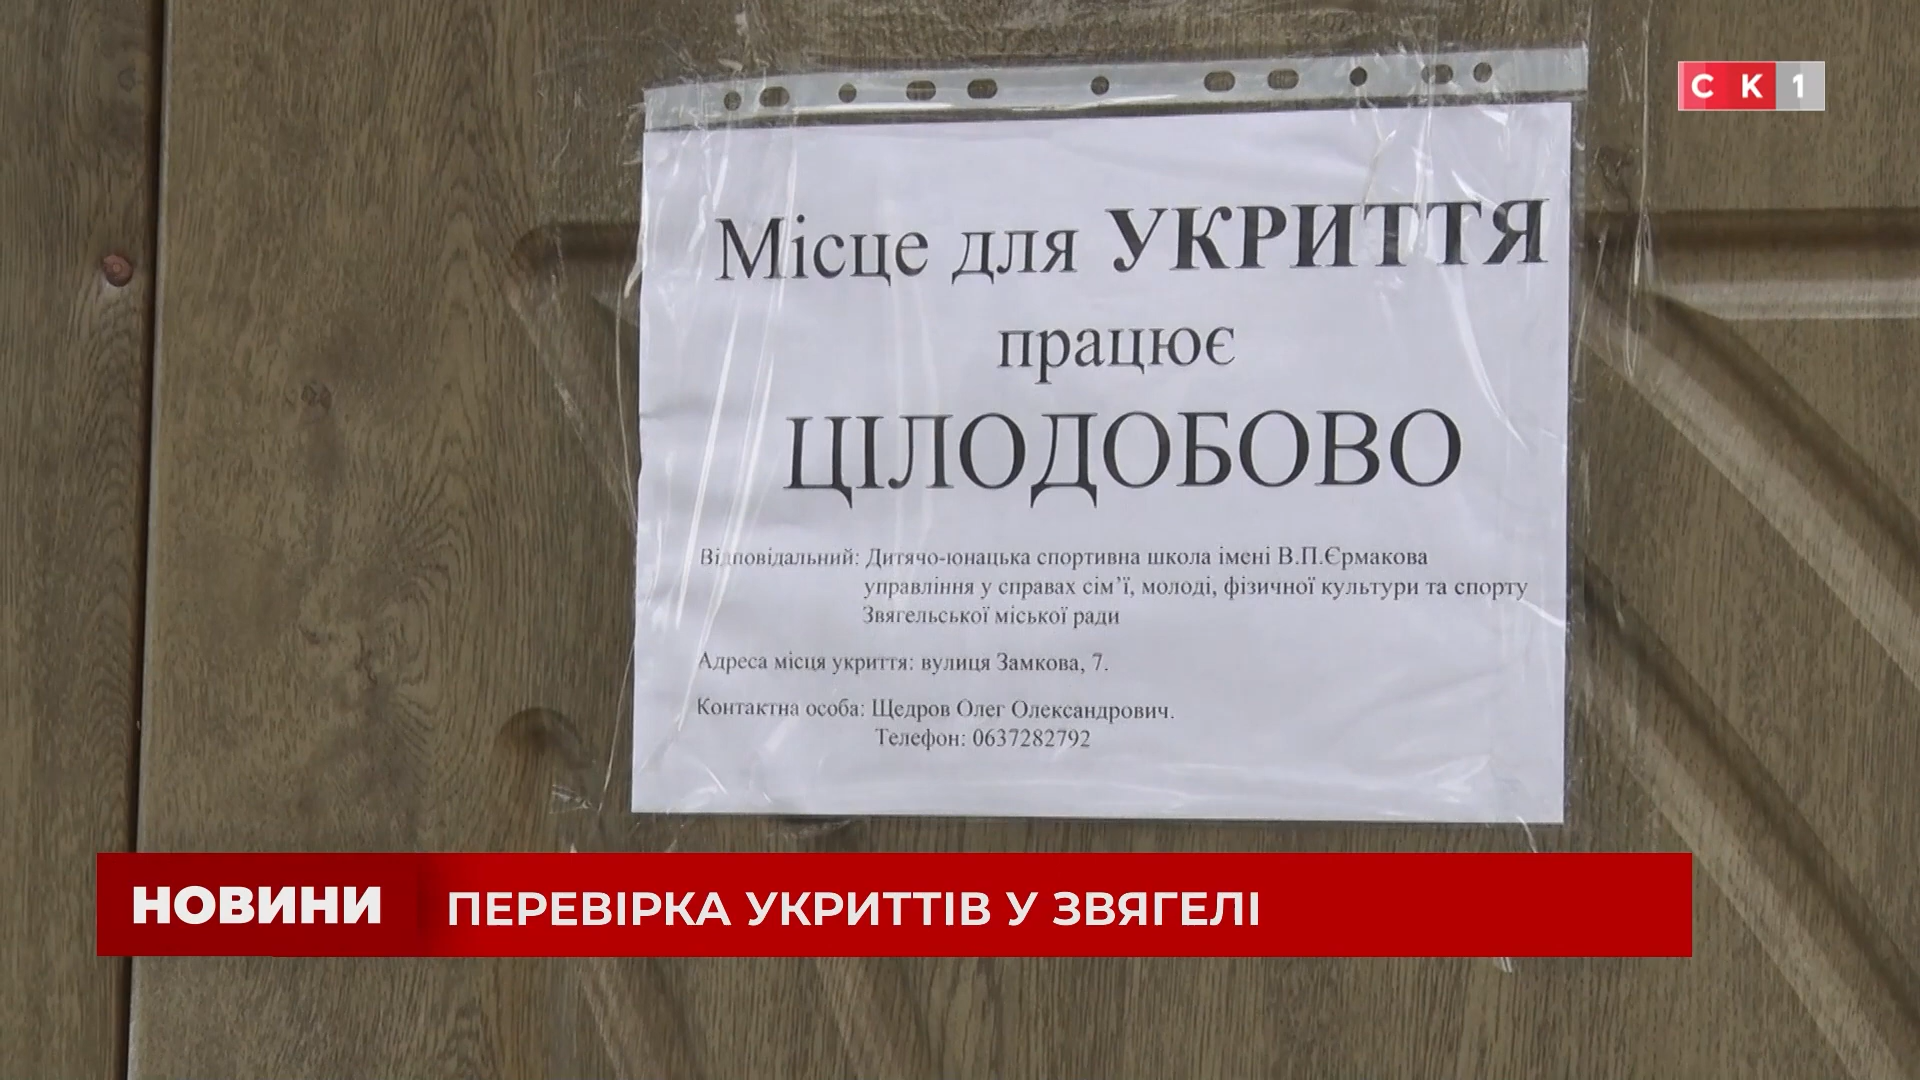 СК1
Місце для УКРИТТЯ
працює
ЦІЛОДОБОВО
Відповідальний: Дитячо-юнацька спортивна школа імені В.П.Єрмакова
управління у справах сім’ї, молоді, фізичної культури та спорту
Звягельської міської ради
Адреса місця укриття: вулиця Замкова, 7.
Контактна особа: Щедров Олег Олександрович.
Телефон: 0637282792
НОВИНИ ПЕРЕВІРКА УКРИТТІВ У ЗВЯГЕЛІ